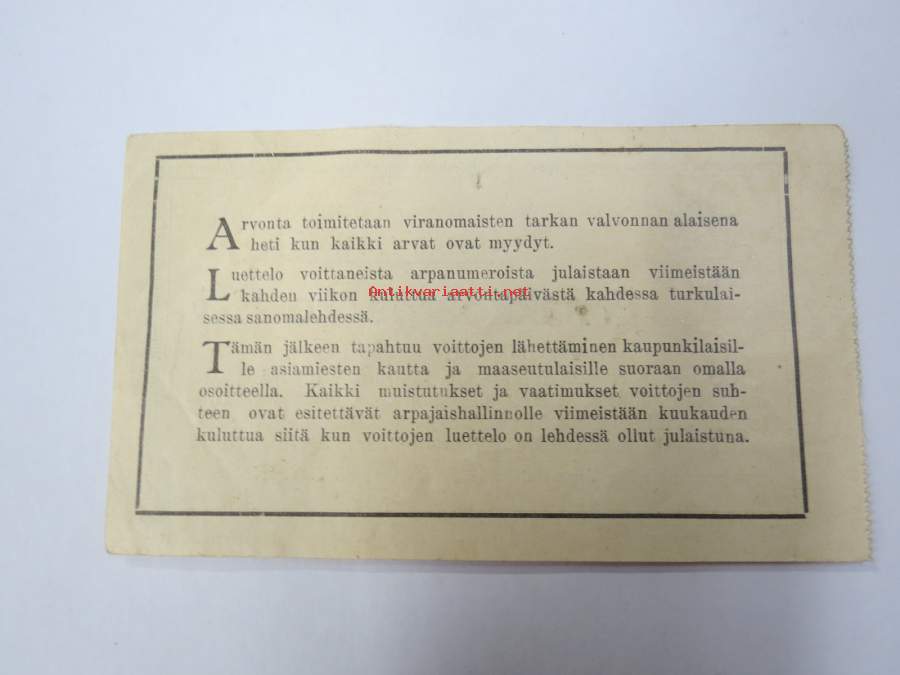 Arvonta toimitetaan viranomaisten tarkan valvonnan alaisena
heti kun kaikki arvat ovat myydyt.
Luettelo voittaneista arpanumeroista julaistaan viimeistään
Antikvariaatti.net
kahden viikon kuluttua arvontapäivästä kahdessa turkulai-
sessa sanomalehdessä.
Tämän jälkeen tapahtuu voittojen lähettäminen kaupunkilaisil-
le asiamiesten kautta ja maaseutulaisille suoraan omalla
osoitteella. Kaikki muistutukset ja vaatimukset voittojen suh-
teen ovat esitettävät arpajaishallinnolle viimeistään kuukauden
kuluttua siitä kun voittojen luettelo on lehdessä ollut julaistuna.